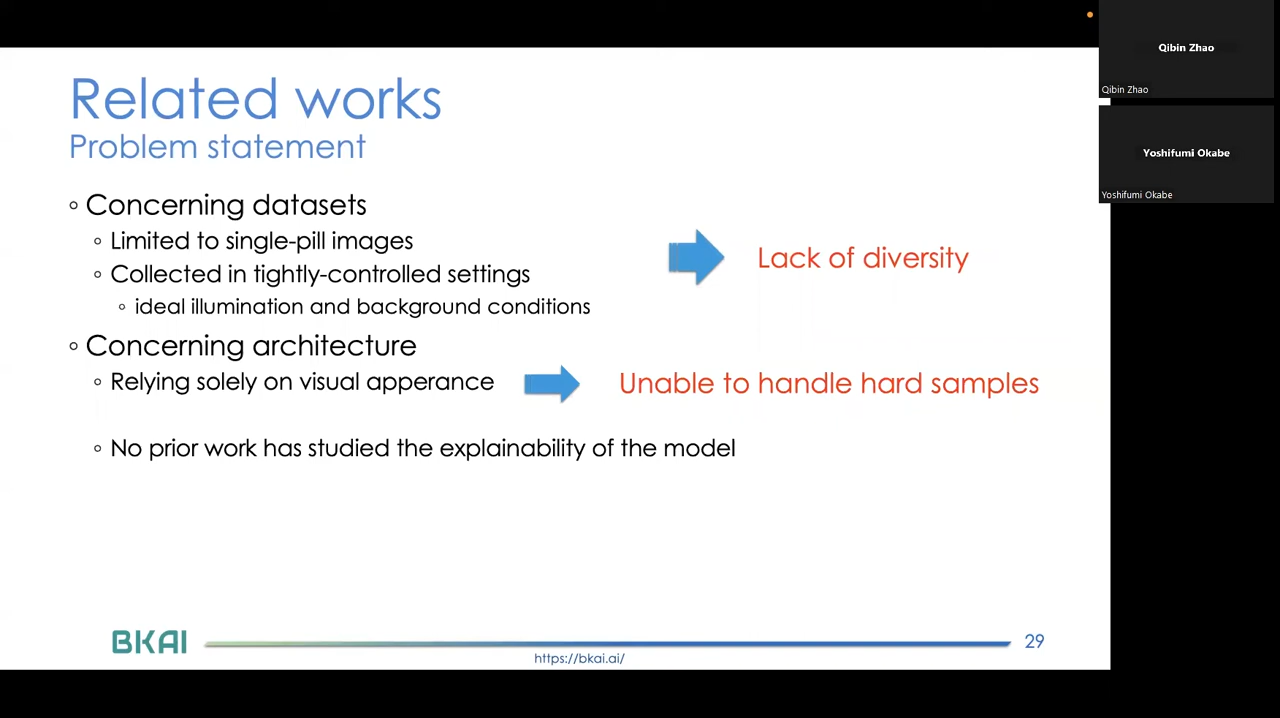 Related works
Problem statement
Concerning datasets
Limited to single-pill images
Collected in tightly-controlled settings
ideal illumination and background conditions
Lack of diversity
Concerning architecture
Relying solely on visual apperance
Unable to handle hard samples
No prior work has studied the explainability of the model
BKAI
https://bkai.ai/
29
Qibin Zhao
Qibin Zhao
Yoshifumi Okabe
Yoshifumi Okabe